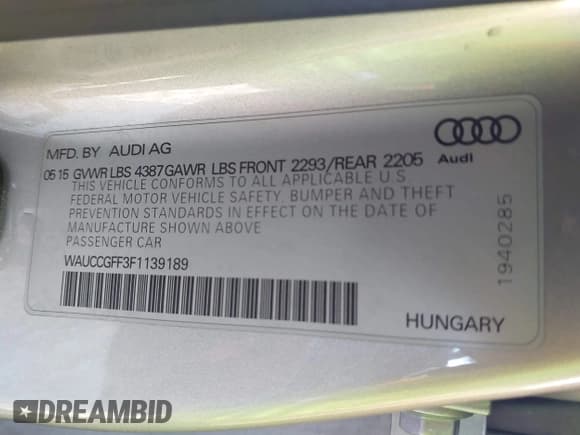 MFD. BY AUDI AG
05 15 GVWR LBS 4387 GAWR LBS FRONT 2293/REAR 2205
THIS VEHICLE CONFORMS TO ALL APPLICABLE U S
FEDERAL MOTOR VEHICLE SAFETY, BUMPER AND THEFT
PREVENTION STANDARDS IN EFFECT ON THE DATE OF
MANUFACTURE SHOWN ABOVE
PASSENGER CAR
WAUCCGFF3F1139189
Audi
1940285
HUNGARY
DREAMBID